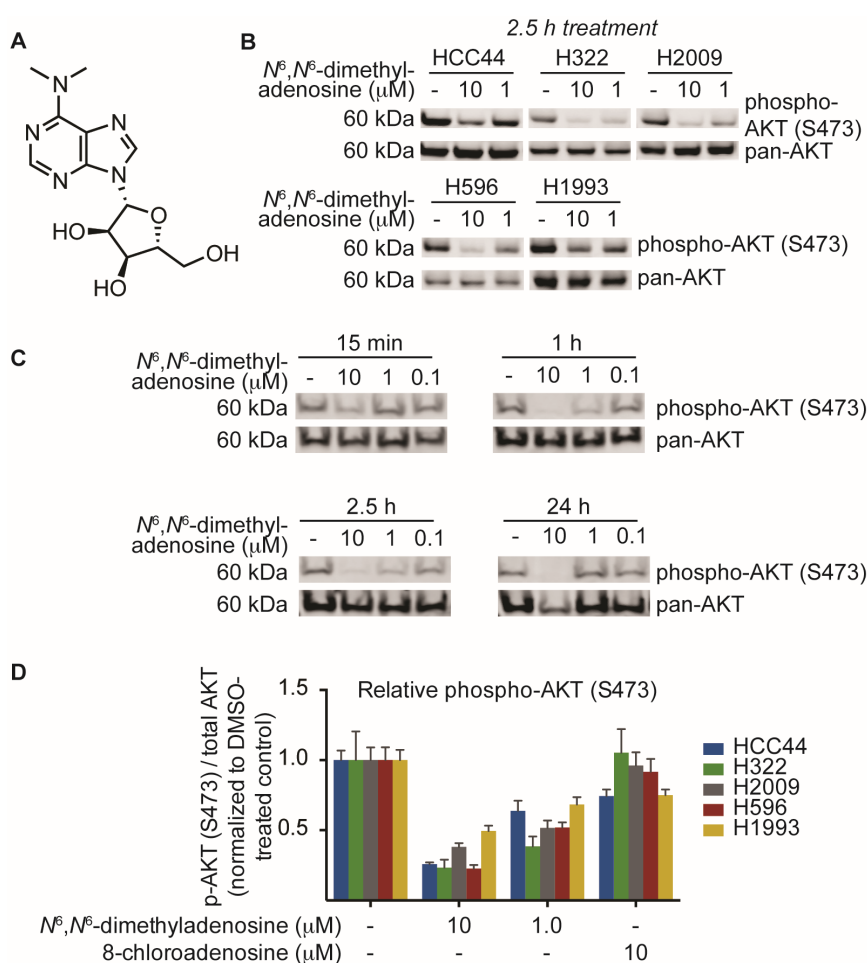 A
N
N
N
N
N
O
HO
HO
OH
B
2.5 h treatment
HCC44 H322 H2009
N6,N6-dimethyl-
adenosine (μM) - 10 1 - 10 1 - 10 1
60 kDa phospho-
AKT (S473)
60 kDa pan-AKT
H596 H1993
N6,N6-dimethyl-
adenosine (μM) - 10 1 - 10 1
60 kDa phospho-AKT (S473)
60 kDa pan-AKT
C
15 min 1 h
N6,N6-dimethyl-
adenosine (μM) - 10 1 0.1 - 10 1 0.1
60 kDa phospho-AKT (S473)
60 kDa pan-AKT
2.5 h 24 h
N6,N6-dimethyl-
adenosine (μM) - 10 1 0.1 - 10 1 0.1
60 kDa phospho-AKT (S473)
60 kDa pan-AKT
D
p-AKT (S473) / total AKT
(normalized to DMSO-
treated control)
1.5
1.0
0.5
Relative phospho-AKT (S473)
HCC44
H322
H2009
H596
H1993
N6,N6-dimethyladenosine (μM) - 10 1.0 -
8-chloroadenosine (μM) - - - 10